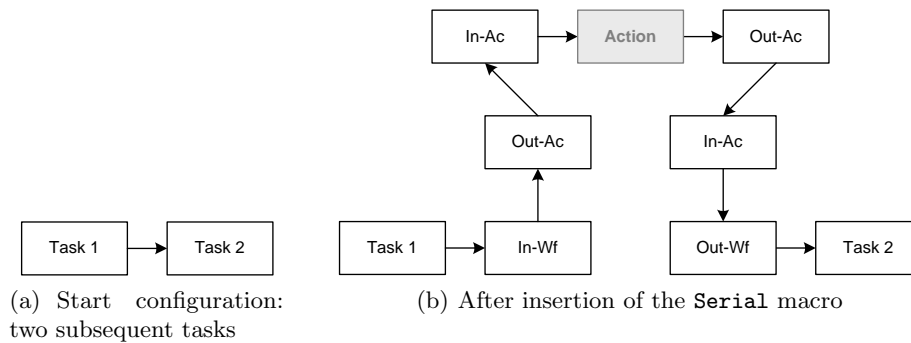 In-Ac Action Out-Ac
Out-Ac In-Ac
Task 1 Task 2 Task 1 In-Wf Out-Wf Task 2
(a) Start configuration:
two subsequent tasks
(b) After insertion of the Serial macro